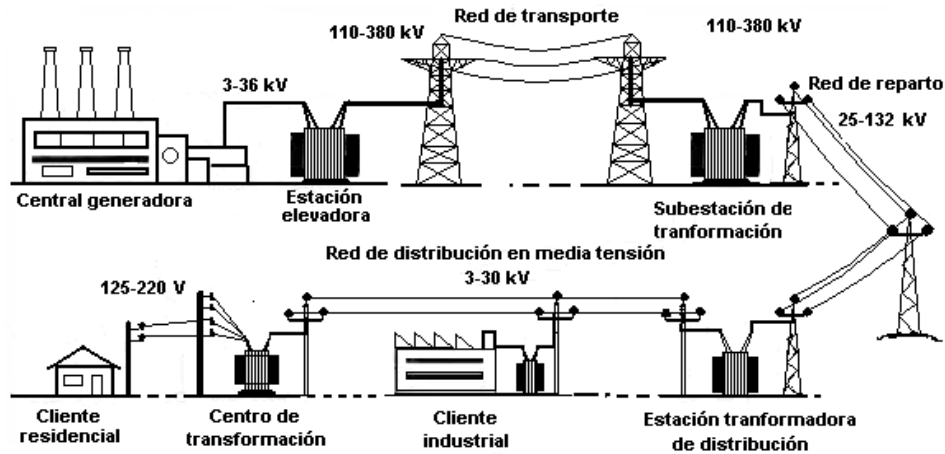 Red de transporte
110-380 kV
110-380 kV
3-36 kV
Red de reparto
25-132 kV
Central generadora
Estación
elevadora
Subestación de
tranformación
Red de distribución en media tensión
3-30 kV
125-220 V
Cliente
residencial
Centro de
transformación
Cliente
industrial
Estación tranformadora
de distribución